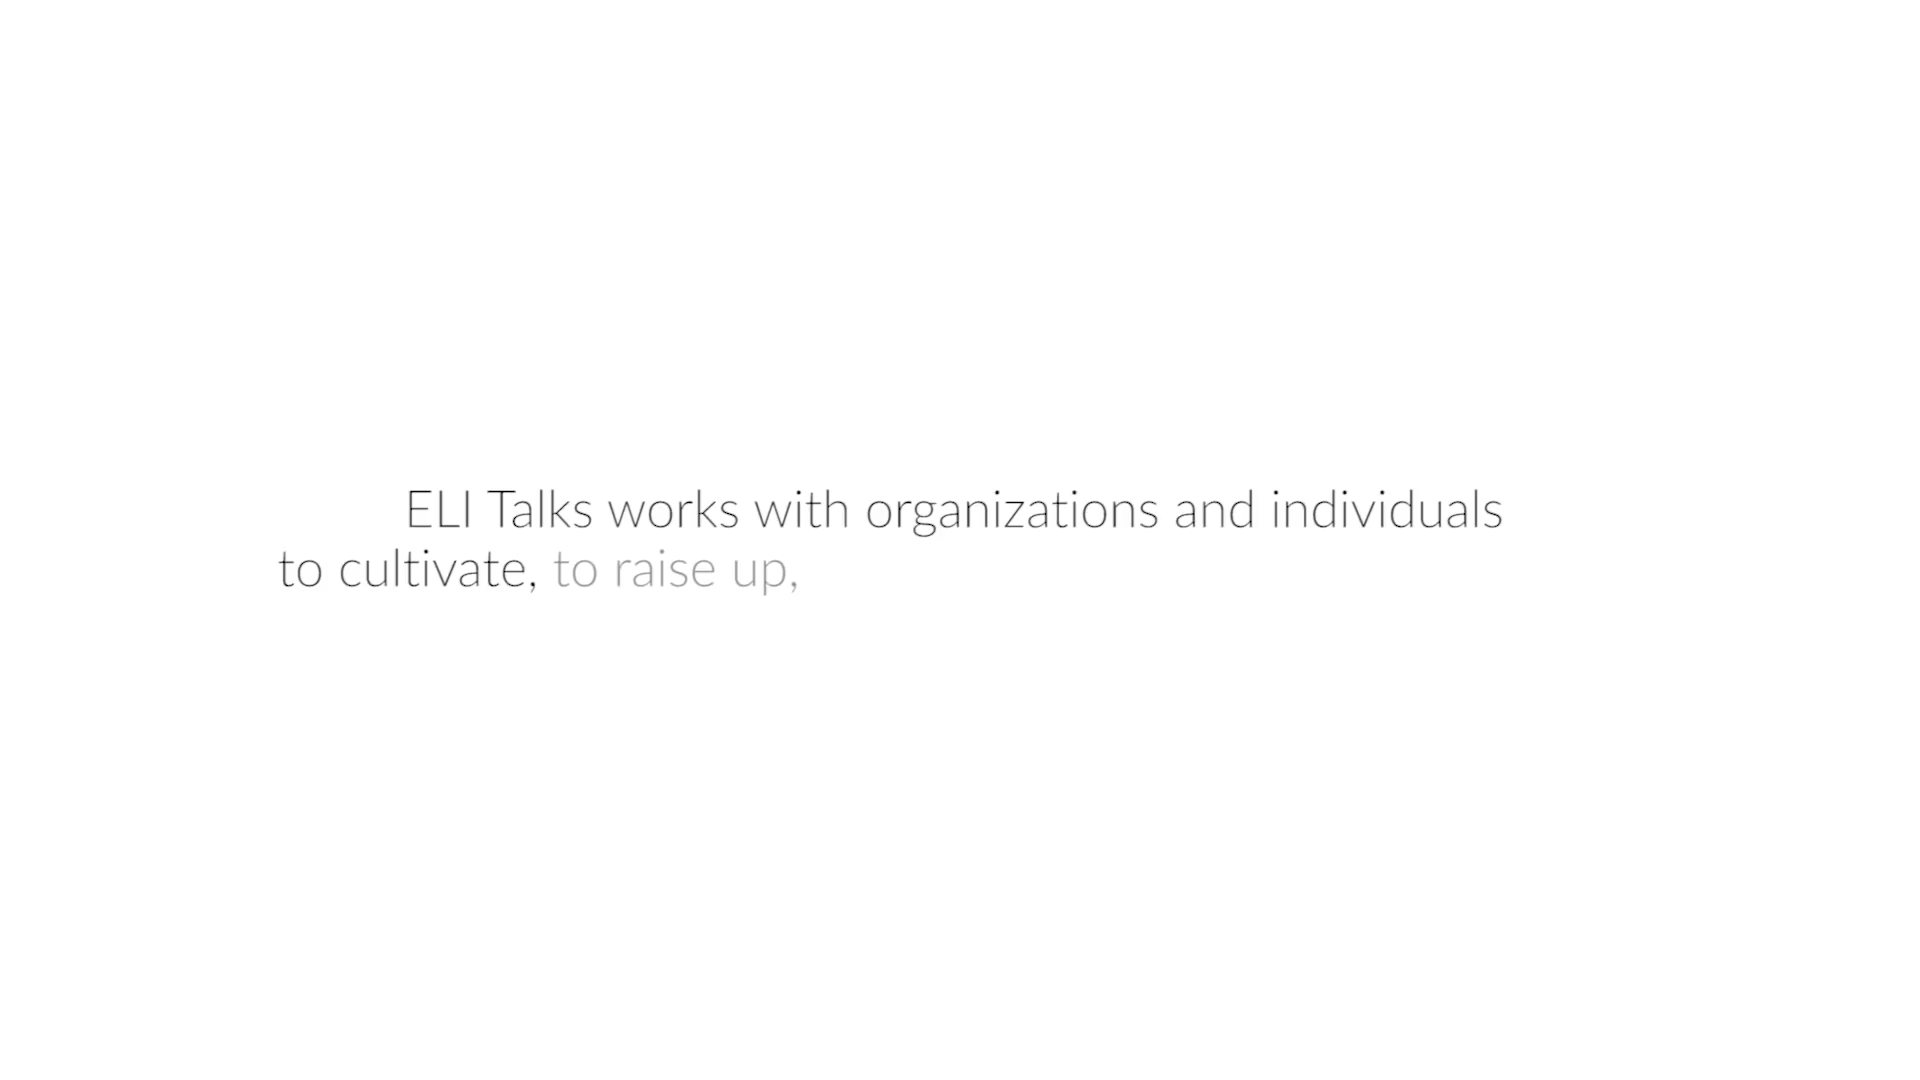 ELI Talks works with organizations and individuals
to cultivate, to raise up,